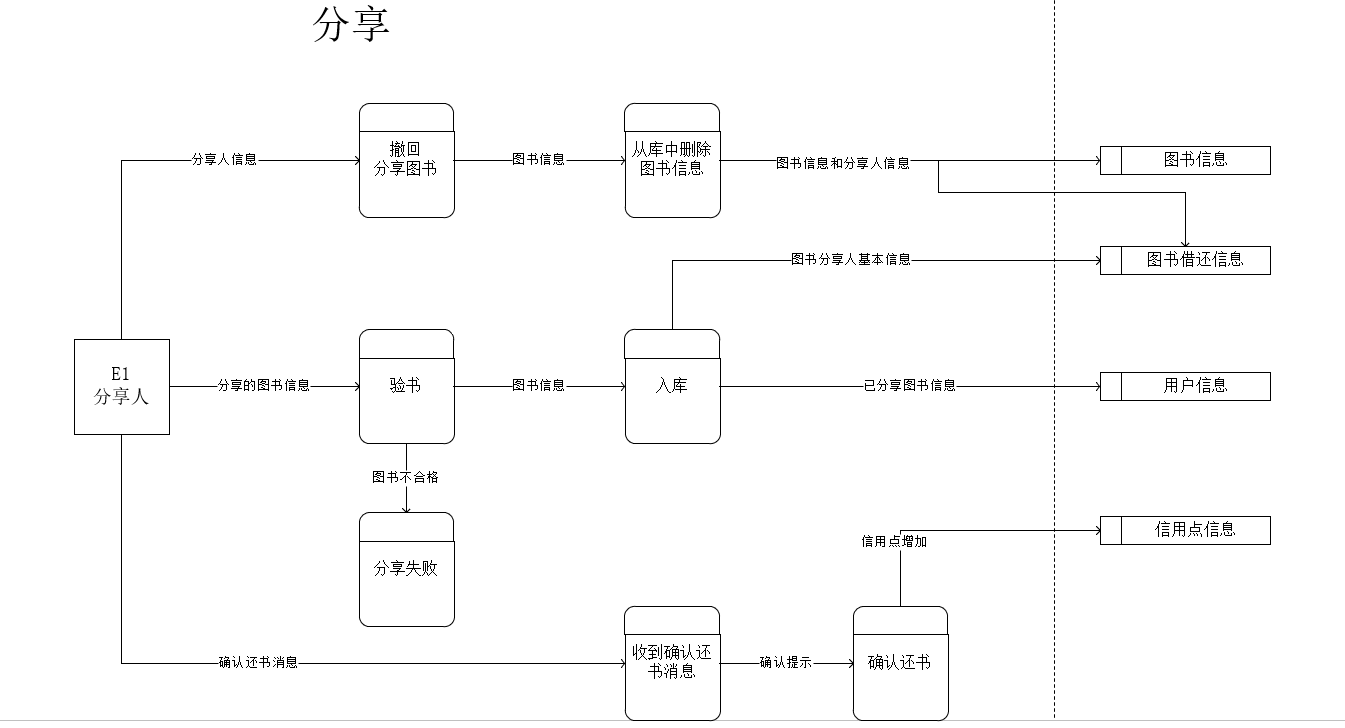 分享
分享人信息
撤回
分享图书
图书信息
从库中删除
图书信息
图书信息和分享人信息
图书信息
图书分享人基本信息
图书借还信息
E1
分享人
分享的图书信息
验书
图书信息
入库
已分享图书信息
用户信息
图书不合格
分享失败
信用点增加
信用点信息
确认还书消息
收到确认还
书消息
确认提示
确认还书